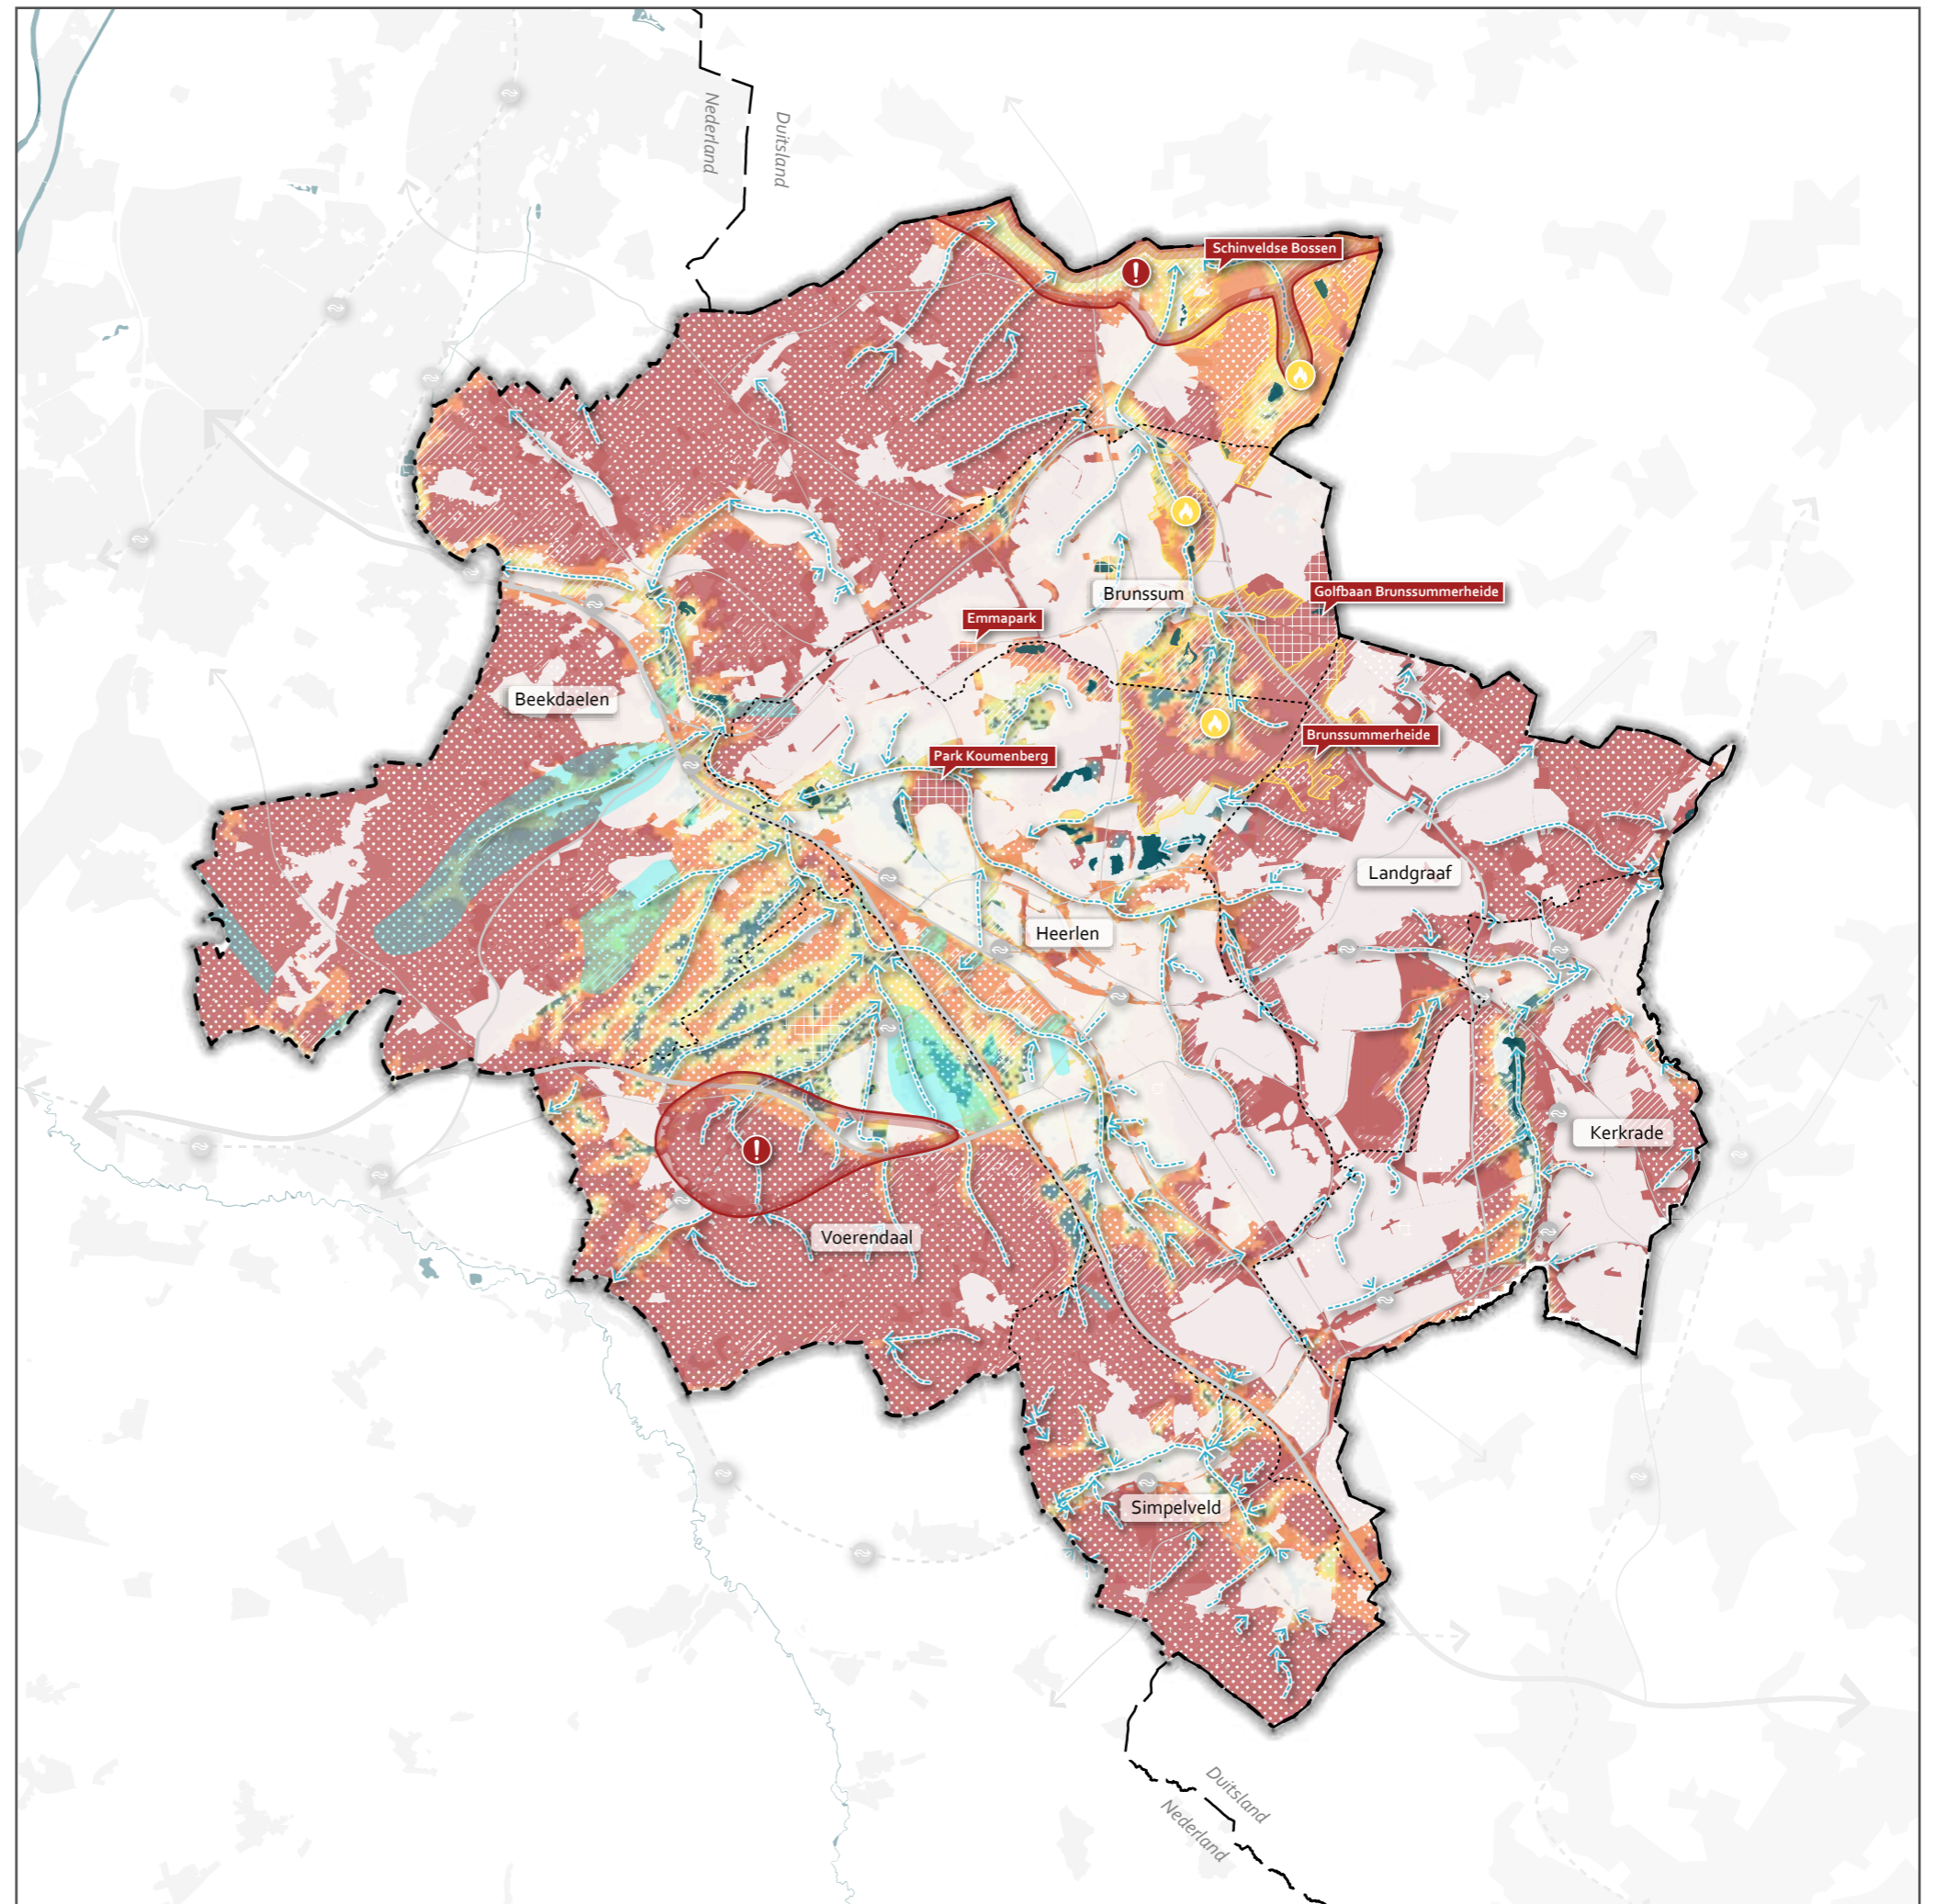 Nederland
Duitsland
Schinveldse Bossen
Brunssum
Golfbaan Brunssummerheide
Emmapark
Beekdaelen
Brunssummerheide
Park Koumenberg
Landgraaf
Heerlen
Kerkrade
Voerendaal
Simpelveld
Duitsland
Nederland